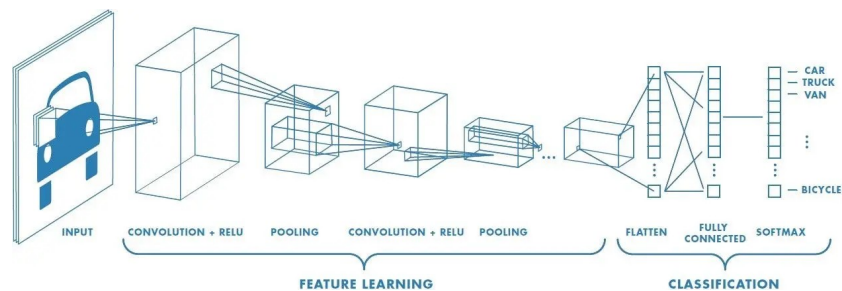 CAR
TRUCK
VAN
BICYCLE
INPUT
CONVOLUTION + RELU
POOLING
CONVOLUTION + RELU
POOLING
FLATTEN
FULLY
CONNECTED
SOFTMAX
FEATURE LEARNING
CLASSIFICATION